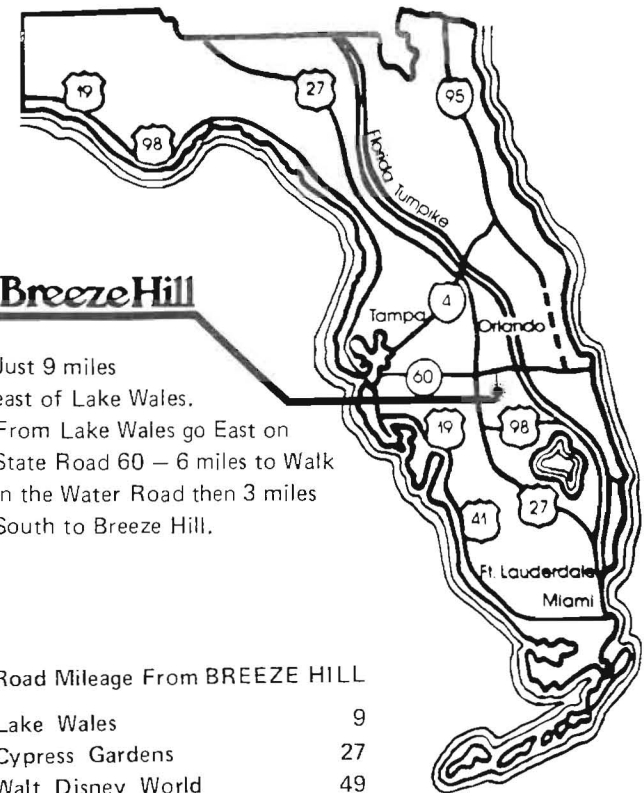 19
27
95
98
Florida Turnpike
Breeze Hill
Tampa
4
Orlando
60
Just 9 miles
east of Lake Wales.
From Lake Wales go East on
State Road 60 – 6 miles to Walk
in the Water Road then 3 miles
South to Breeze Hill.
19
98
41
27
Ft. Lauderdale
Miami
Road Mileage From BREEZE HILL
Lake Wales 9
Cypress Gardens 27
Walt Disney World 49